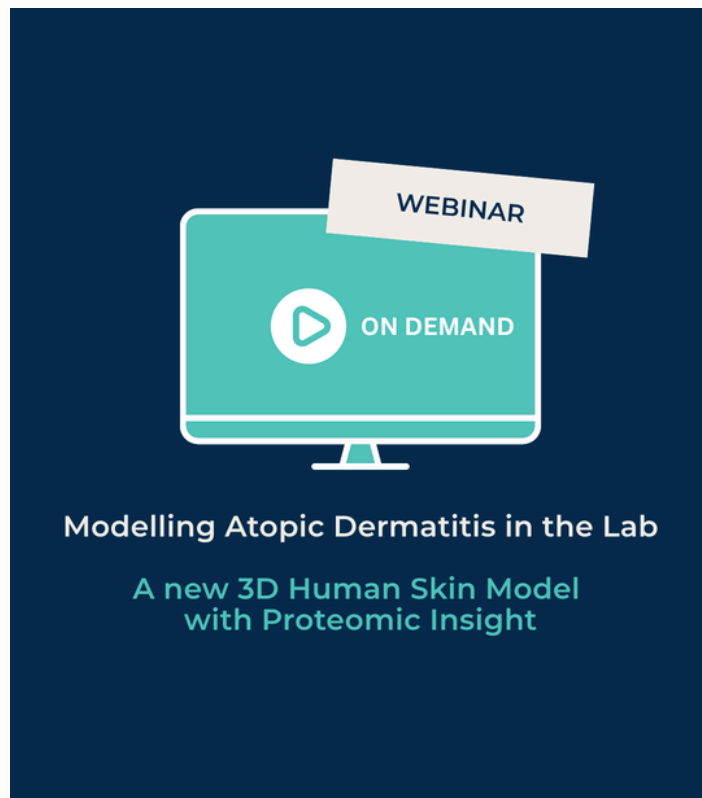 WEBINAR
ON DEMAND
Modelling Atopic Dermatitis in the Lab
A new 3D Human Skin Model
with Proteomic Insight